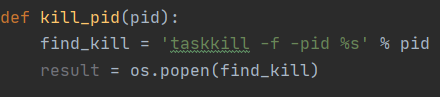 def kill_pid(pid):
    find_kill = 'taskkill -f -pid %s' % pid
    result = os.popen(find_kill)